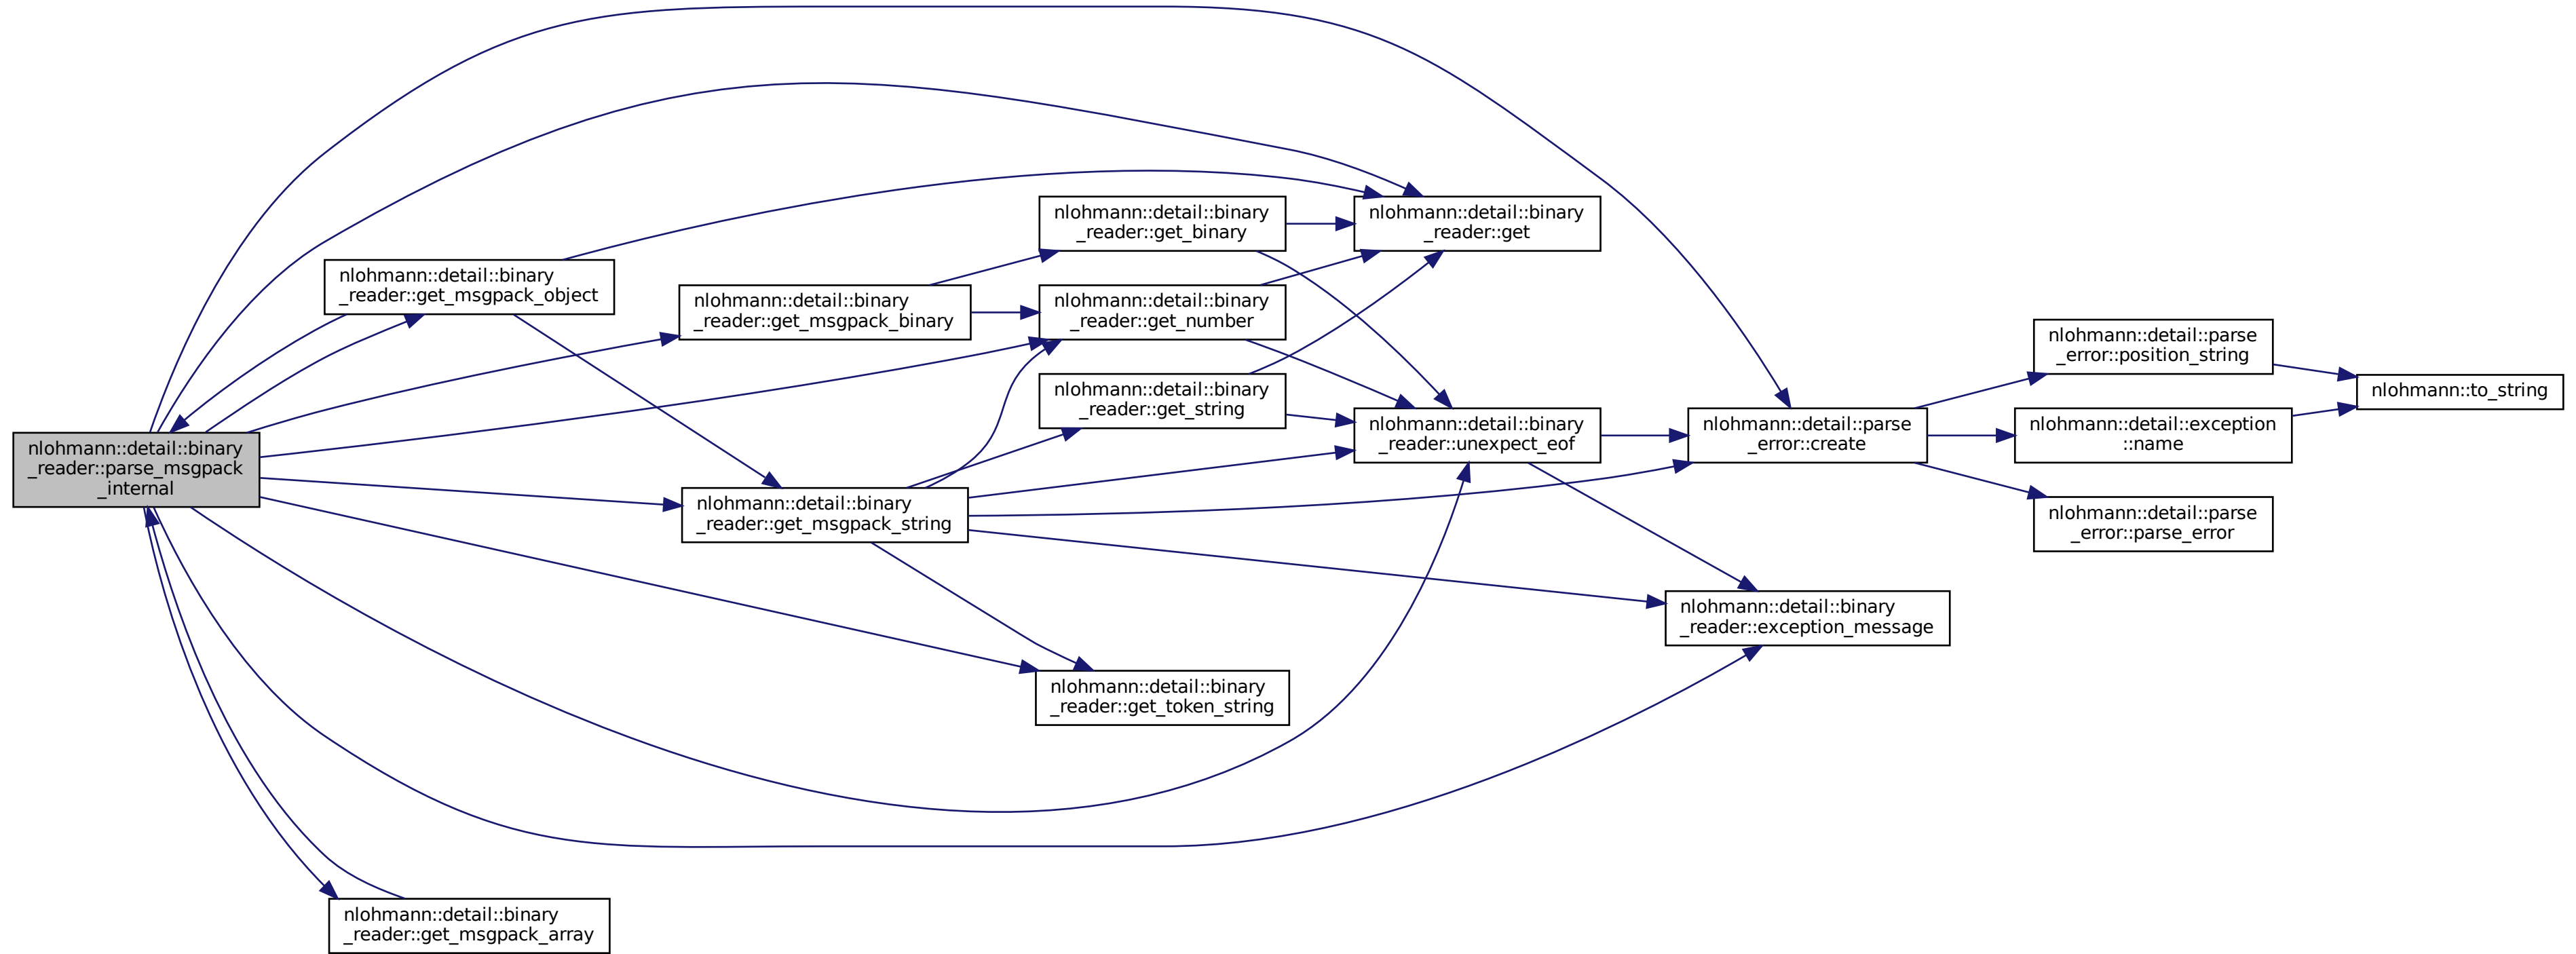 nlohmann::detail::binary
_reader::parse_msgpack
_internal
nlohmann::detail::binary
_reader::get_msgpack_object
nlohmann::detail::binary
_reader::get_msgpack_binary
nlohmann::detail::binary
_reader::get_msgpack_string
nlohmann::detail::binary
_reader::get_msgpack_array
nlohmann::detail::binary
_reader::get_binary
nlohmann::detail::binary
_reader::get_number
nlohmann::detail::binary
_reader::get_string
nlohmann::detail::binary
_reader::get_token_string
nlohmann::detail::binary
_reader::get
nlohmann::detail::binary
_reader::unexpect_eof
nlohmann::detail::parse
_error::create
nlohmann::detail::binary
_reader::exception_message
nlohmann::detail::parse
_error::position_string
nlohmann::detail::exception
::name
nlohmann::detail::parse
_error::parse_error
nlohmann::to_string